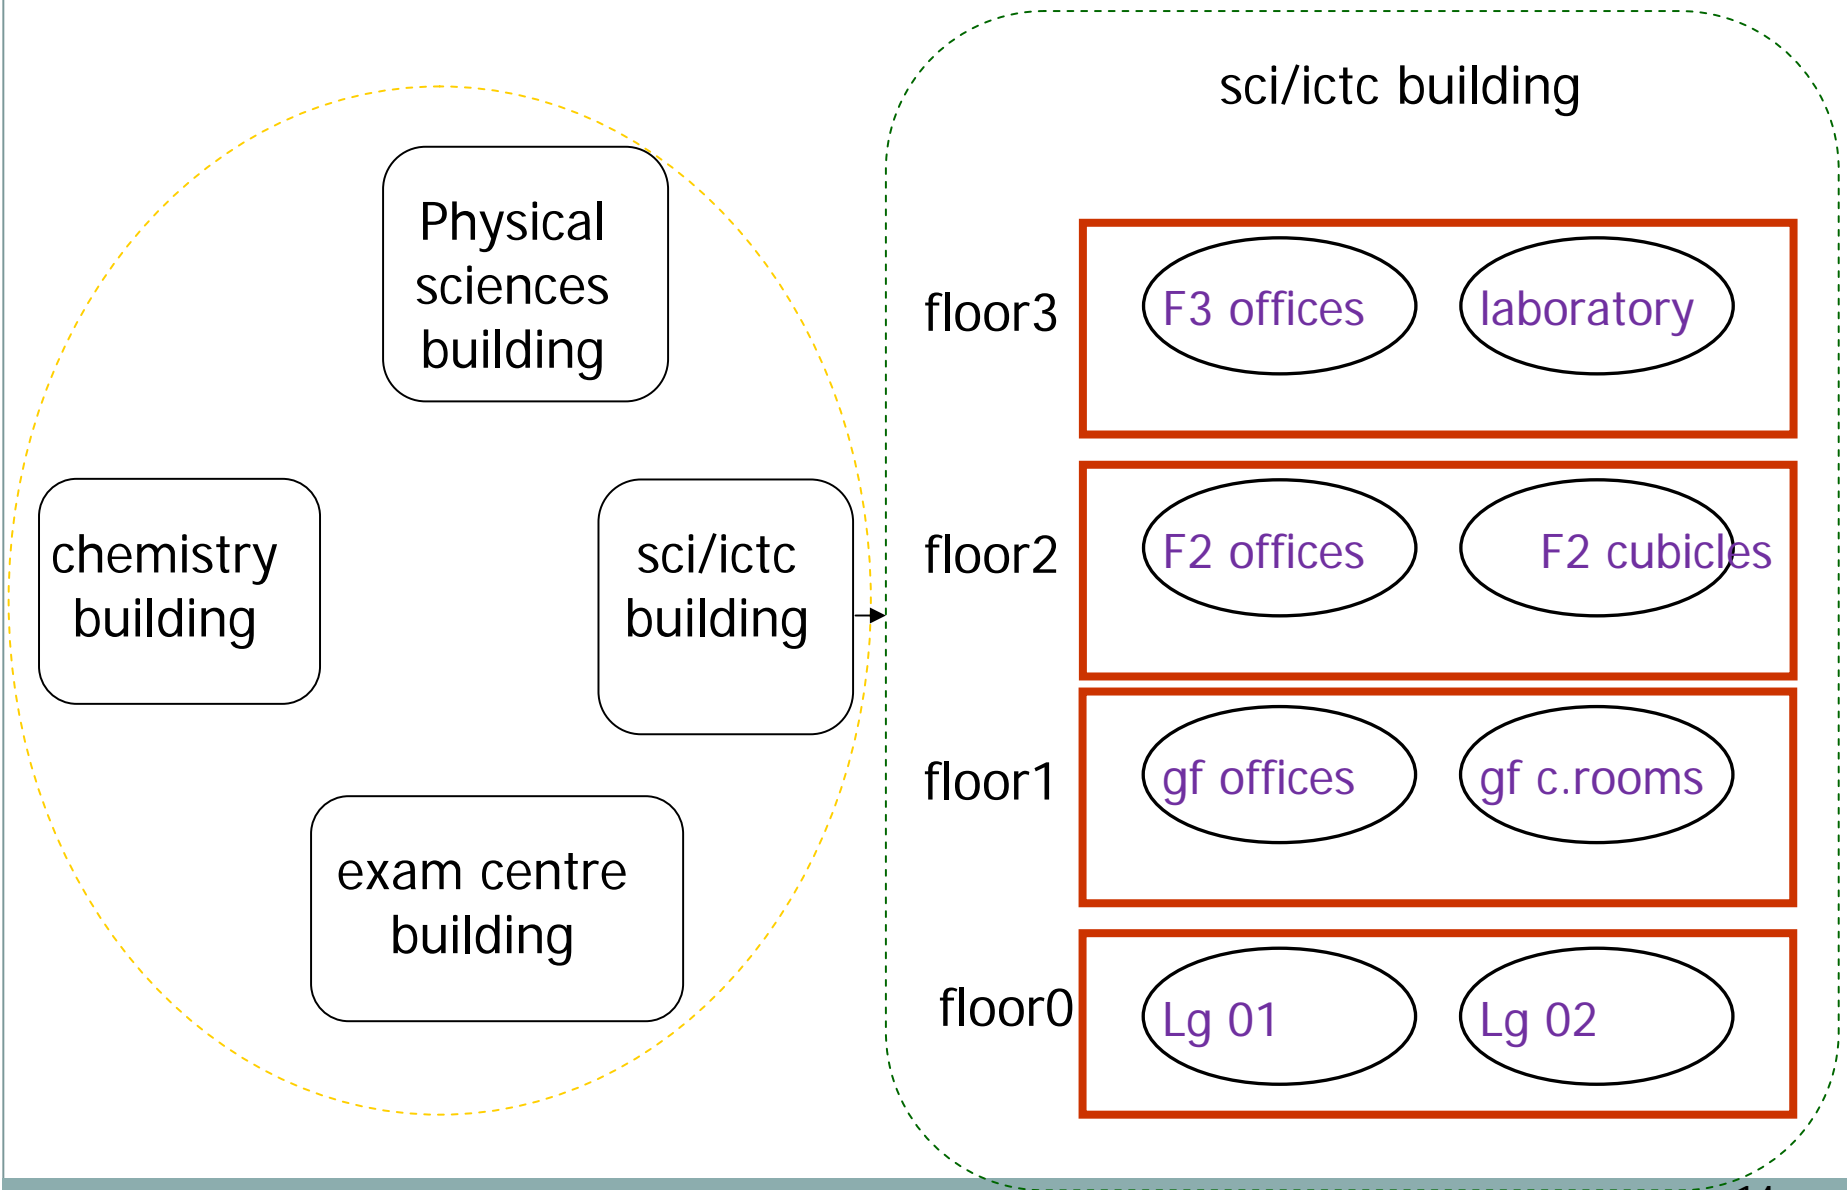 Physical
sciences
building
chemistry
building
sci/ictc
building
exam centre
building
sci/ictc building
floor3
F3 offices
laboratory
floor2
F2 offices
F2 cubicles
floor1
gf offices
gf c.rooms
floor0
Lg 01
Lg 02